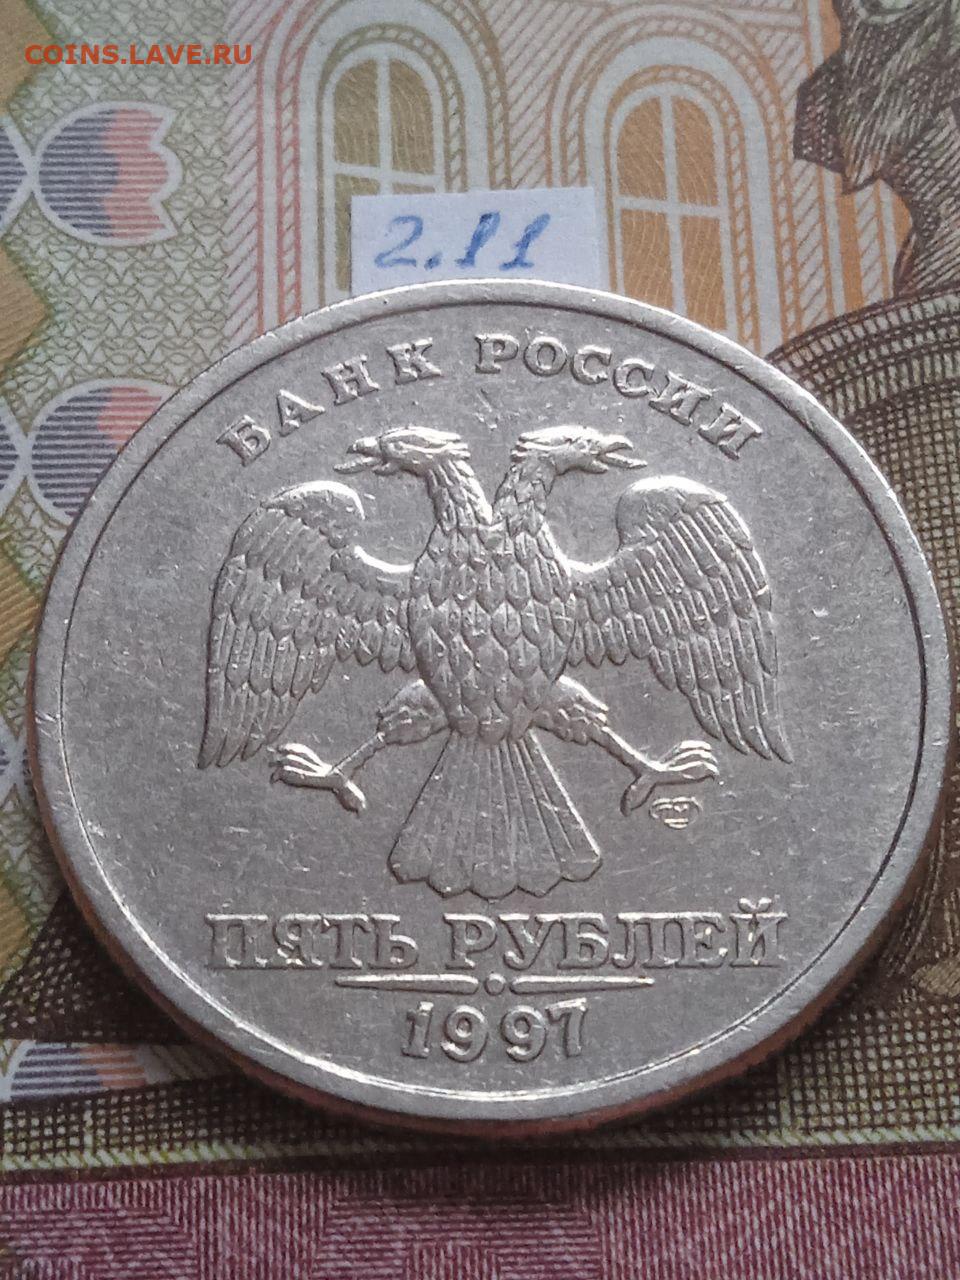 COINS.LAVE.RU
2.11
БАНК РОССИИ
ПЯТЬ РУБЛЕЙ
1997